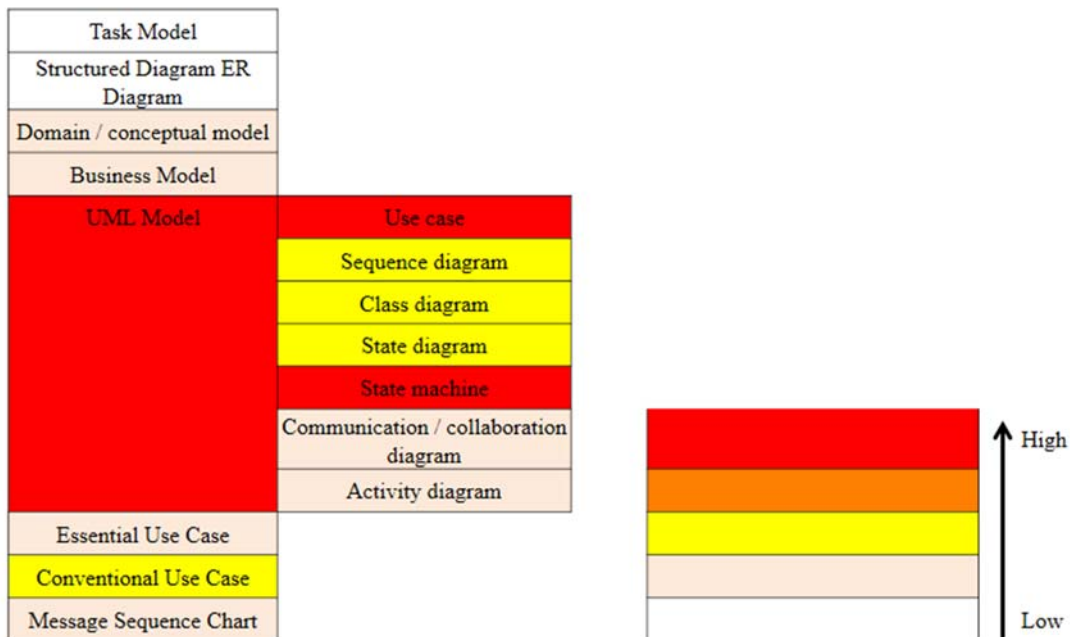 Task Model
Structured Diagram ER
Diagram
Domain / conceptual model
Business Model
UML Model
Use case
Sequence diagram
Class diagram
State diagram
State machine
Communication / collaboration
diagram
Activity diagram
Essential Use Case
Conventional Use Case
Message Sequence Chart
High
Low